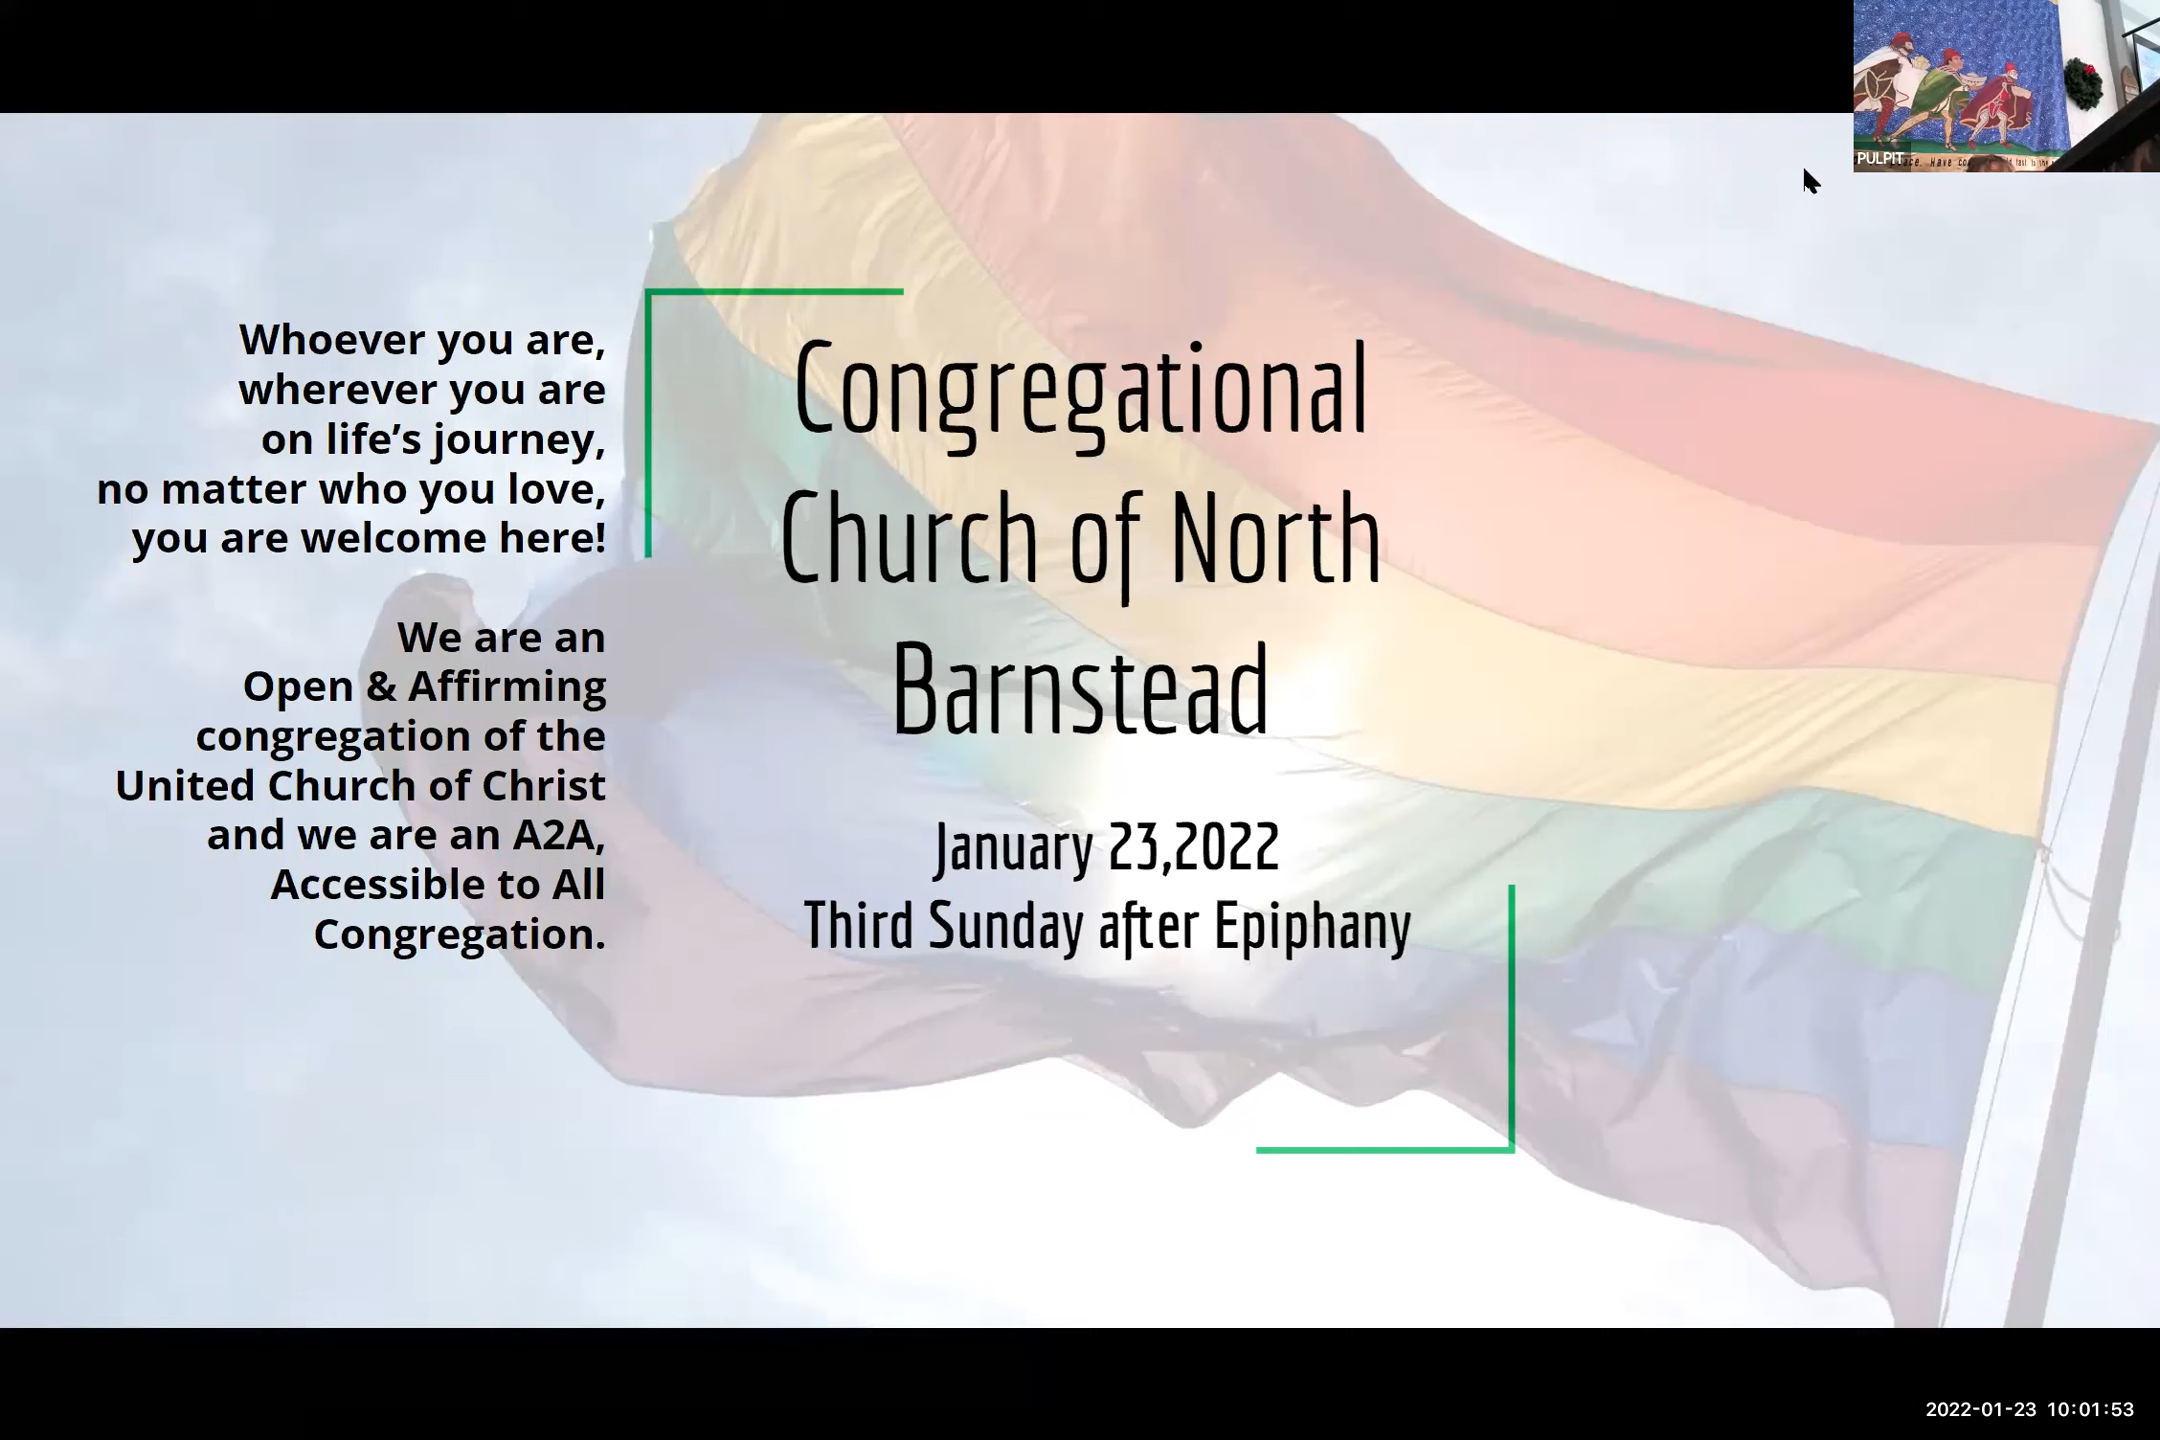 PULPIT
Whoever you are,
wherever you are
on life’s journey,
no matter who you love,
you are welcome here!
We are an
Open & Affirming
congregation of the
United Church of Christ
and we are an A2A,
Accessible to All
Congregation.
Congregational
Church of North
Barnstead
January 23,2022
Third Sunday after Epiphany
2022-01-23 10:01:53